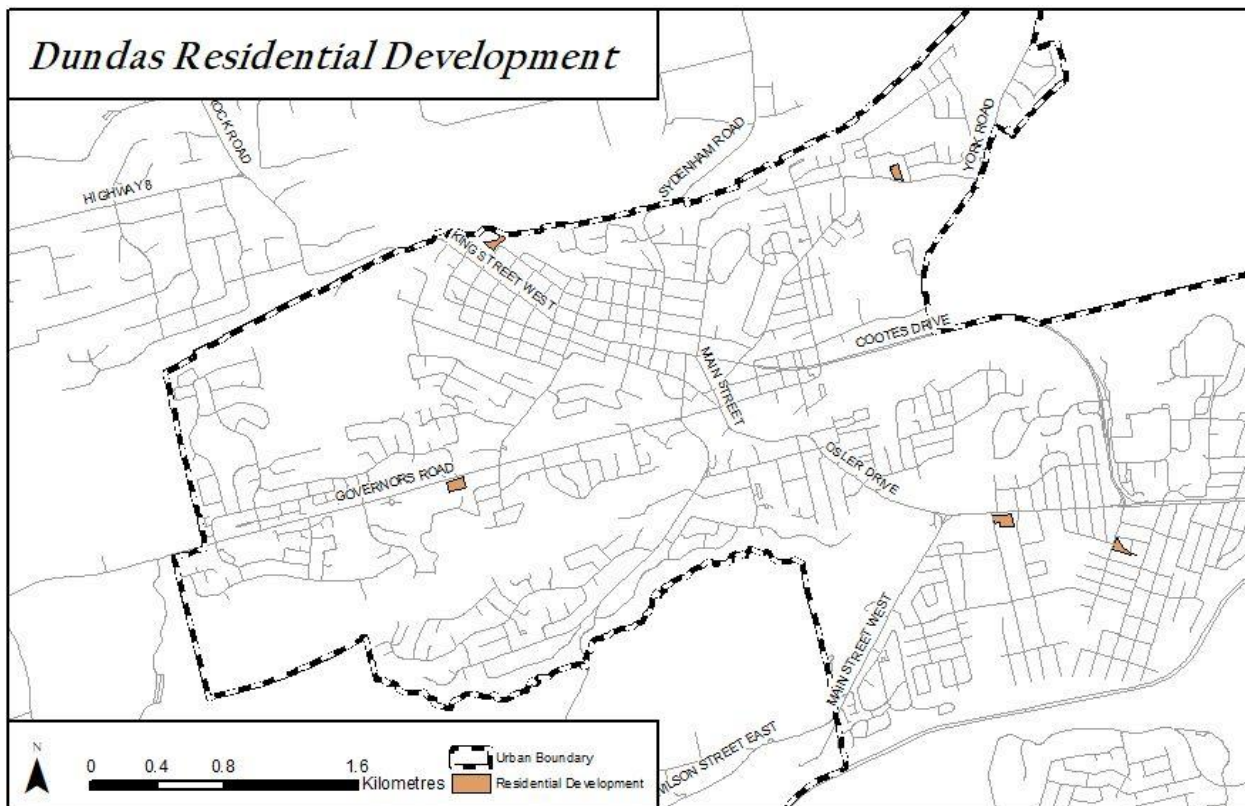 Dundas Residential Development
ROCK ROAD
HIGHWAY 8
SYDENHAM ROAD
YORK ROAD
KING STREET WEST
COOTES DRIVE
MAIN STREET
OSLER DRIVE
GOVERNORS ROAD
MAIN STREET WEST
WILSON STREET EAST
N
0 0.4 0.8 1.6
Kilometres
Urban Boundary
Residential Development